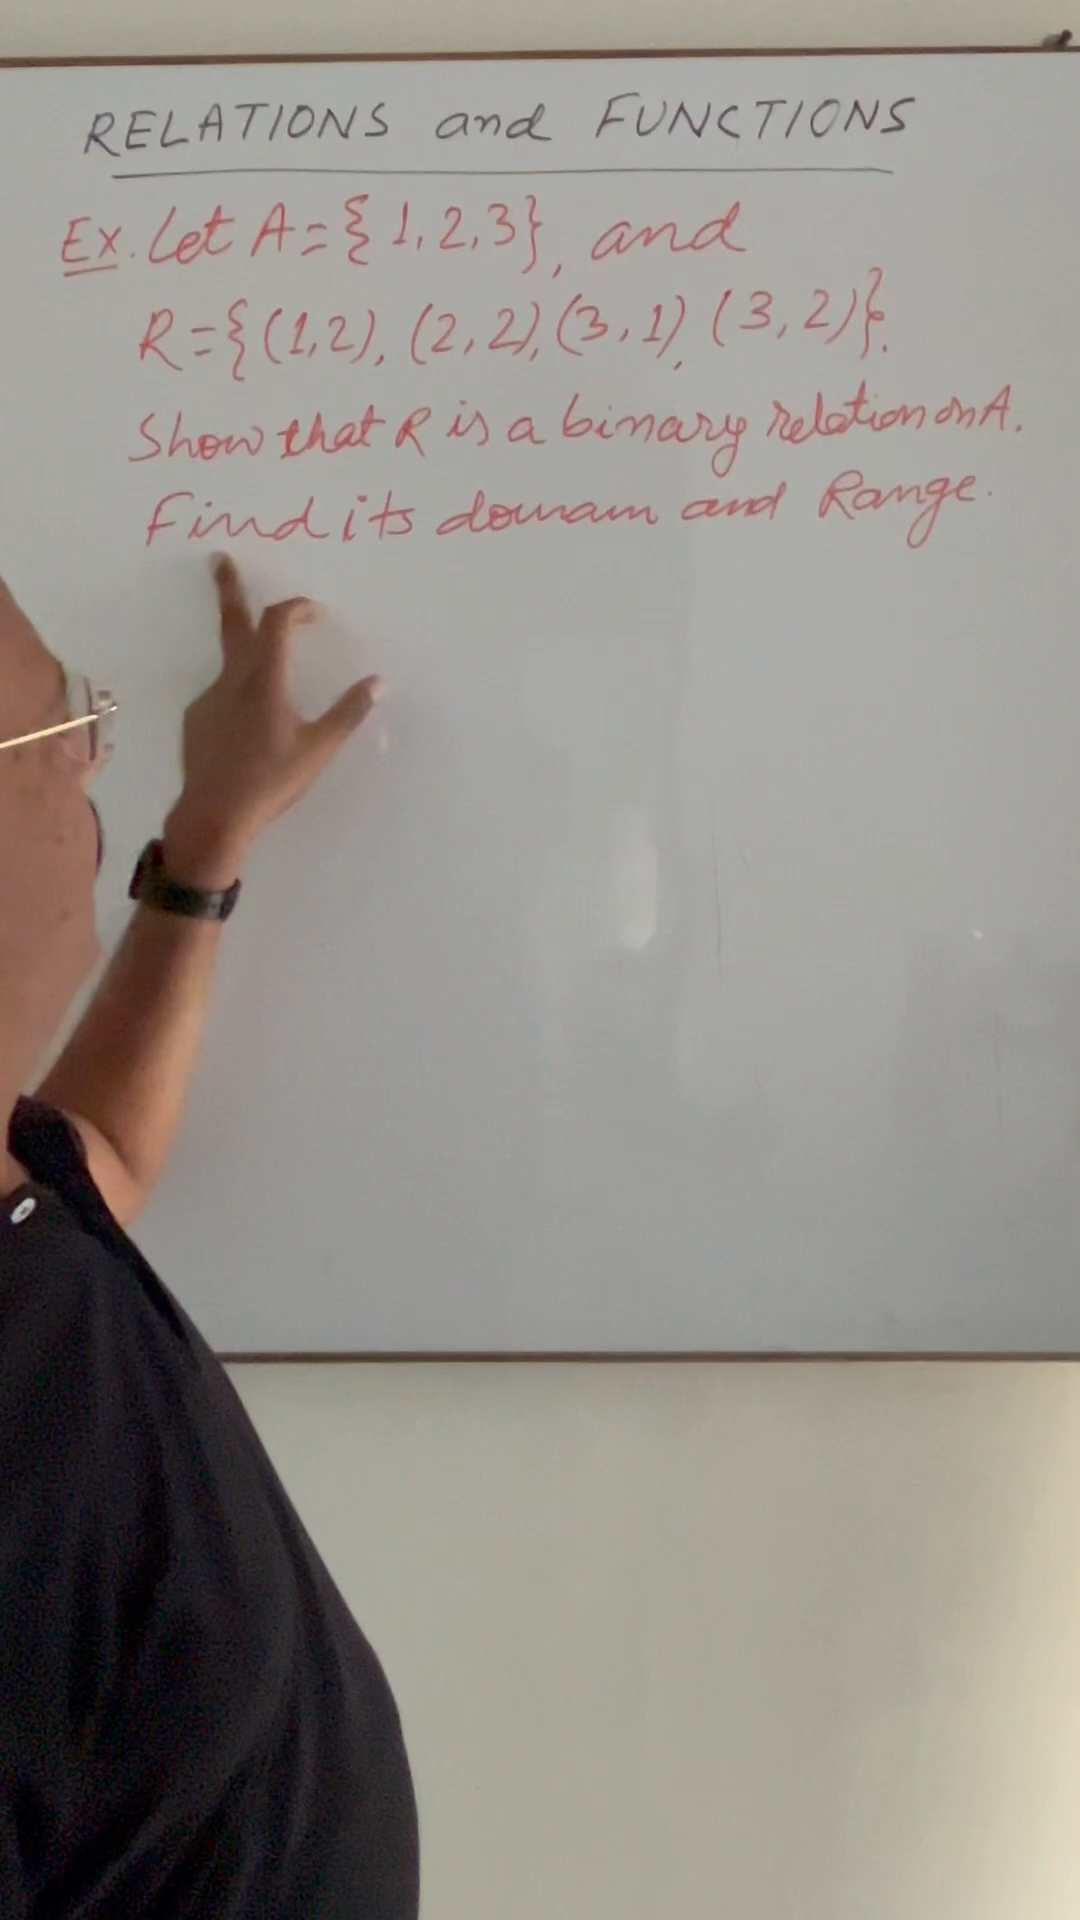 RELATIONS and FUNCTIONS
Ex. Let A = { 1, 2, 3 }, and
R = { (1,2), (2,2), (3,1), (3,2) }.
Show that R is a binary relation on A.
Find its domain and Range.